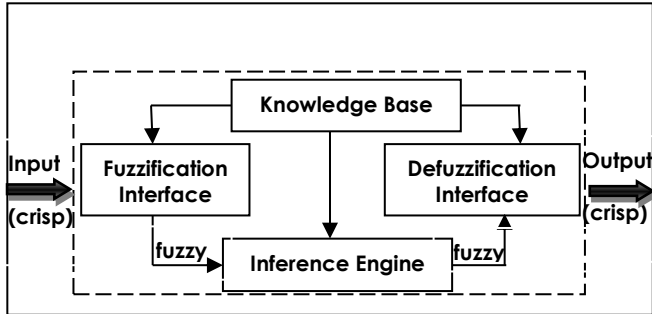 Knowledge Base
Input
(crisp)
Fuzzification
Interface
Defuzzification
Interface
Output
(crisp)
fuzzy
Inference Engine
fuzzy